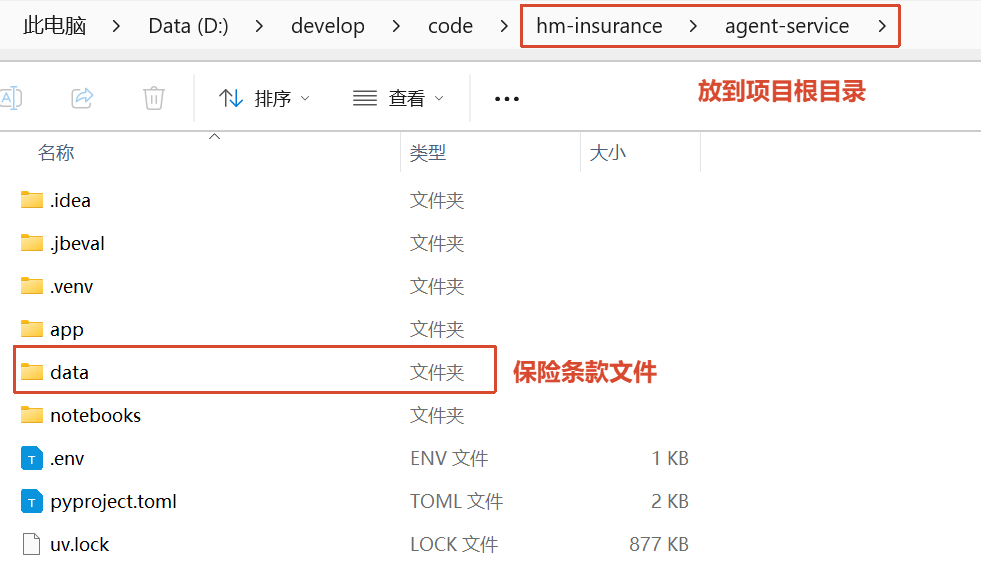 此电脑 > Data (D:) > develop > code > hm-insurance > agent-service >
排序 查看 ... 放到项目根目录
名称 类型 大小
.idea 文件夹
.jbeval 文件夹
.venv 文件夹
app 文件夹
data 文件夹 保险条款文件
notebooks 文件夹
.env ENV 文件 1 KB
pyproject.toml TOML 文件 2 KB
uv.lock LOCK 文件 877 KB